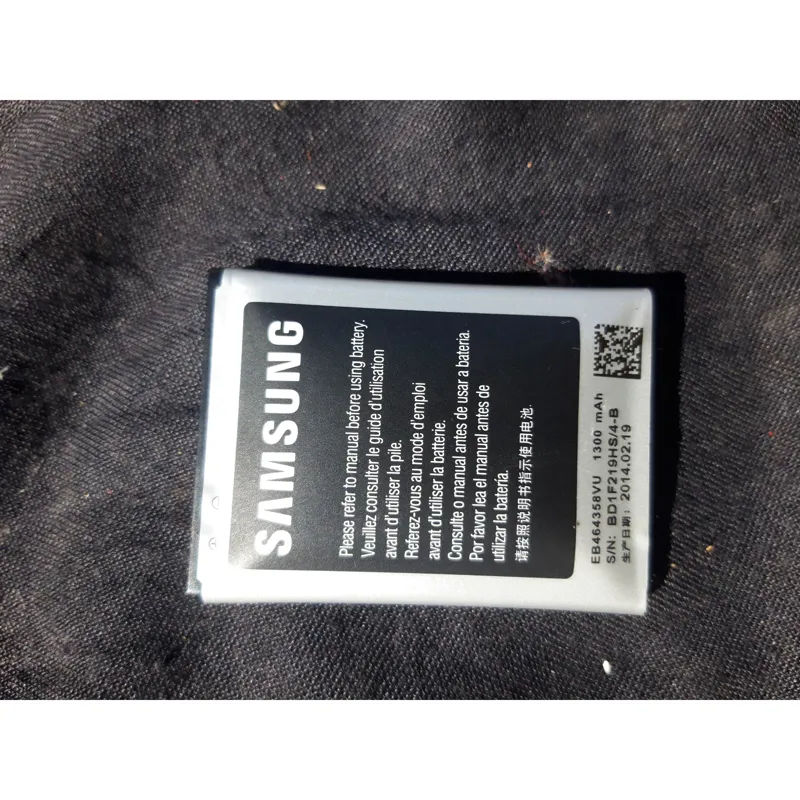 SAMSUNG
Please refer to manual before using battery.
Veuillez consulter le guide d'utilisation
avant d'utiliser la pile.
Referez-vous au mode d'emploi
avant d'utiliser la batterie.
Consulte o manual antes de usar a bateria.
Por favor lea el manual antes de
utilizar la bateria.
请按照说明书指示使用电池.
EB464358VU 1300 mAh
S/N: BD1F219HS/4-B
生产日期: 2014.02.19